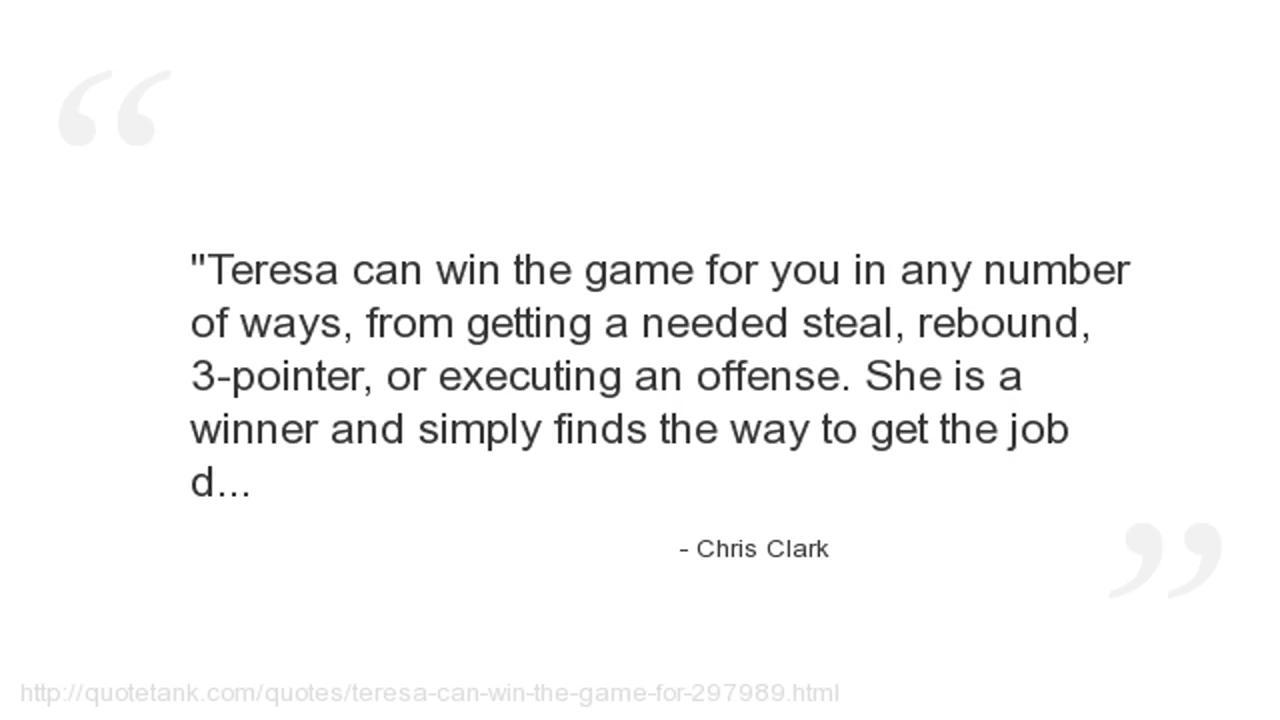 "Teresa can win the game for you in any number
of ways, from getting a needed steal, rebound,
3-pointer, or executing an offense. She is a
winner and simply finds the way to get the job
d...
- Chris Clark
http://quotetank.com/quotes/teresa-can-win-the-game-for-297989.html